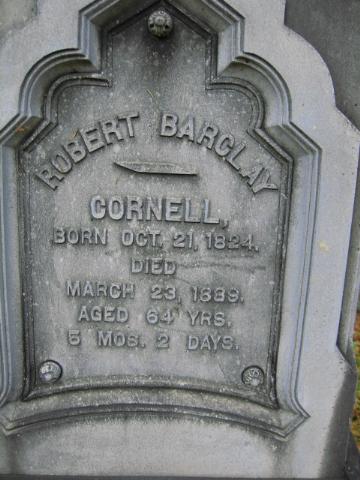 ROBERT BARCLAY
CORNELL,
BORN OCT. 21, 1824.
DIED
MARCH 23, 1889.
AGED 64 YRS.
5 MOS. 2 DAYS.